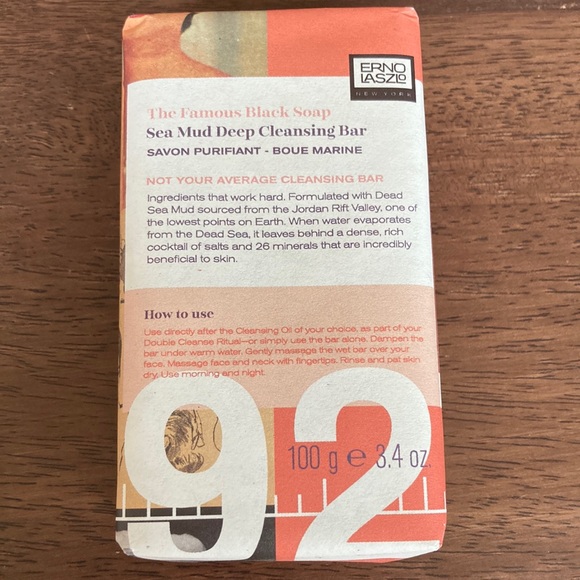 ERNO
LASZLO
NEW YORK
The Famous Black Soap
Sea Mud Deep Cleansing Bar
SAVON PURIFIANT - BOUE MARINE
NOT YOUR AVERAGE CLEANSING BAR
Ingredients that work hard. Formulated with Dead
Sea Mud sourced from the Jordan Rift Valley, one of
the lowest points on Earth. When water evaporates
from the Dead Sea, it leaves behind a dense, rich
cocktail of salts and 26 minerals that are incredibly
beneficial to skin.
How to use
Use directly after the Cleansing Oil of your choice, as part of your
Double Cleanse Ritual—or simply use the bar alone. Dampen the
bar under warm water. Gently massage the wet bar over your
face. Massage face and neck with fingertips. Rinse and pat skin
dry. Use morning and night.
92
100 g e 3.4 oz.